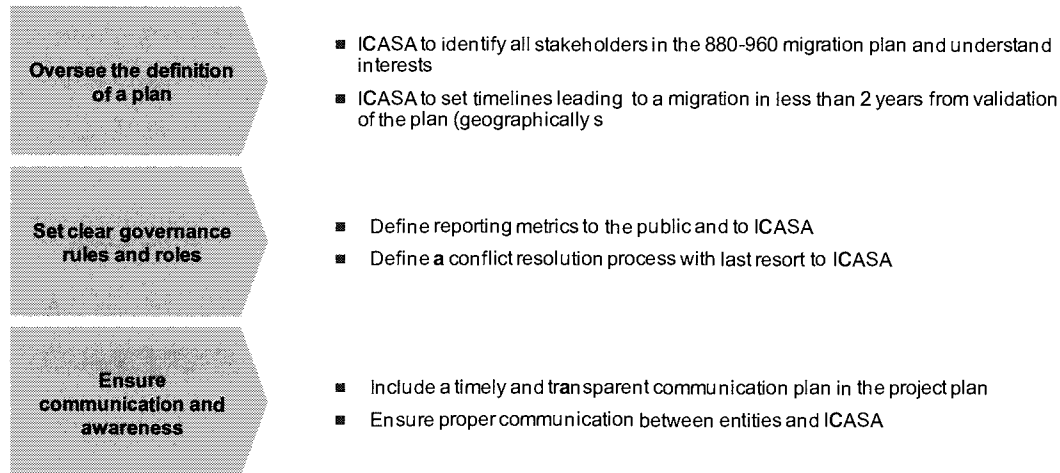 Oversee the definition
of a plan
■ ICASA to identify all stakeholders in the 880-960 migration plan and understand
interests
■ ICASA to set timelines leading to a migration in less than 2 years from validation
of the plan (geographically s
Set clear governance
rules and roles
■ Define reporting metrics to the public and to ICASA
■ Define a conflict resolution process with last resort to ICASA
Ensure
communication and
awareness
■ Include a timely and transparent communication plan in the project plan
■ Ensure proper communication between entities and ICASA